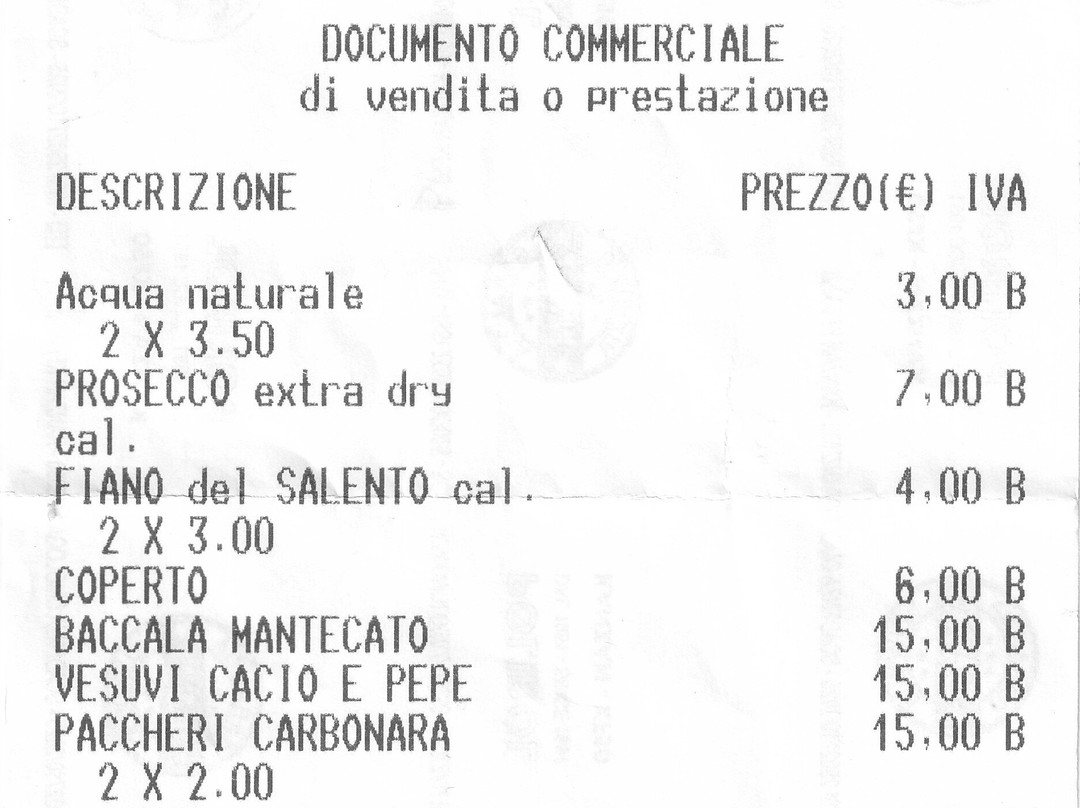 DOCUMENTO COMMERCIALE
di vendita o prestazione
DESCRIZIONE PREZZO(€) IVA
Acqua naturale 3,00 B
2 X 3.50
PROSECCO extra dry 7,00 B
cal.
FIANO del SALENTO cal. 4,00 B
2 X 3.00
COPERTO 6,00 B
BACCALA MANTECATO 15,00 B
VESUVI CACIO E PEPE 15,00 B
PACCHERI CARBONARA 15,00 B
2 X 2.00